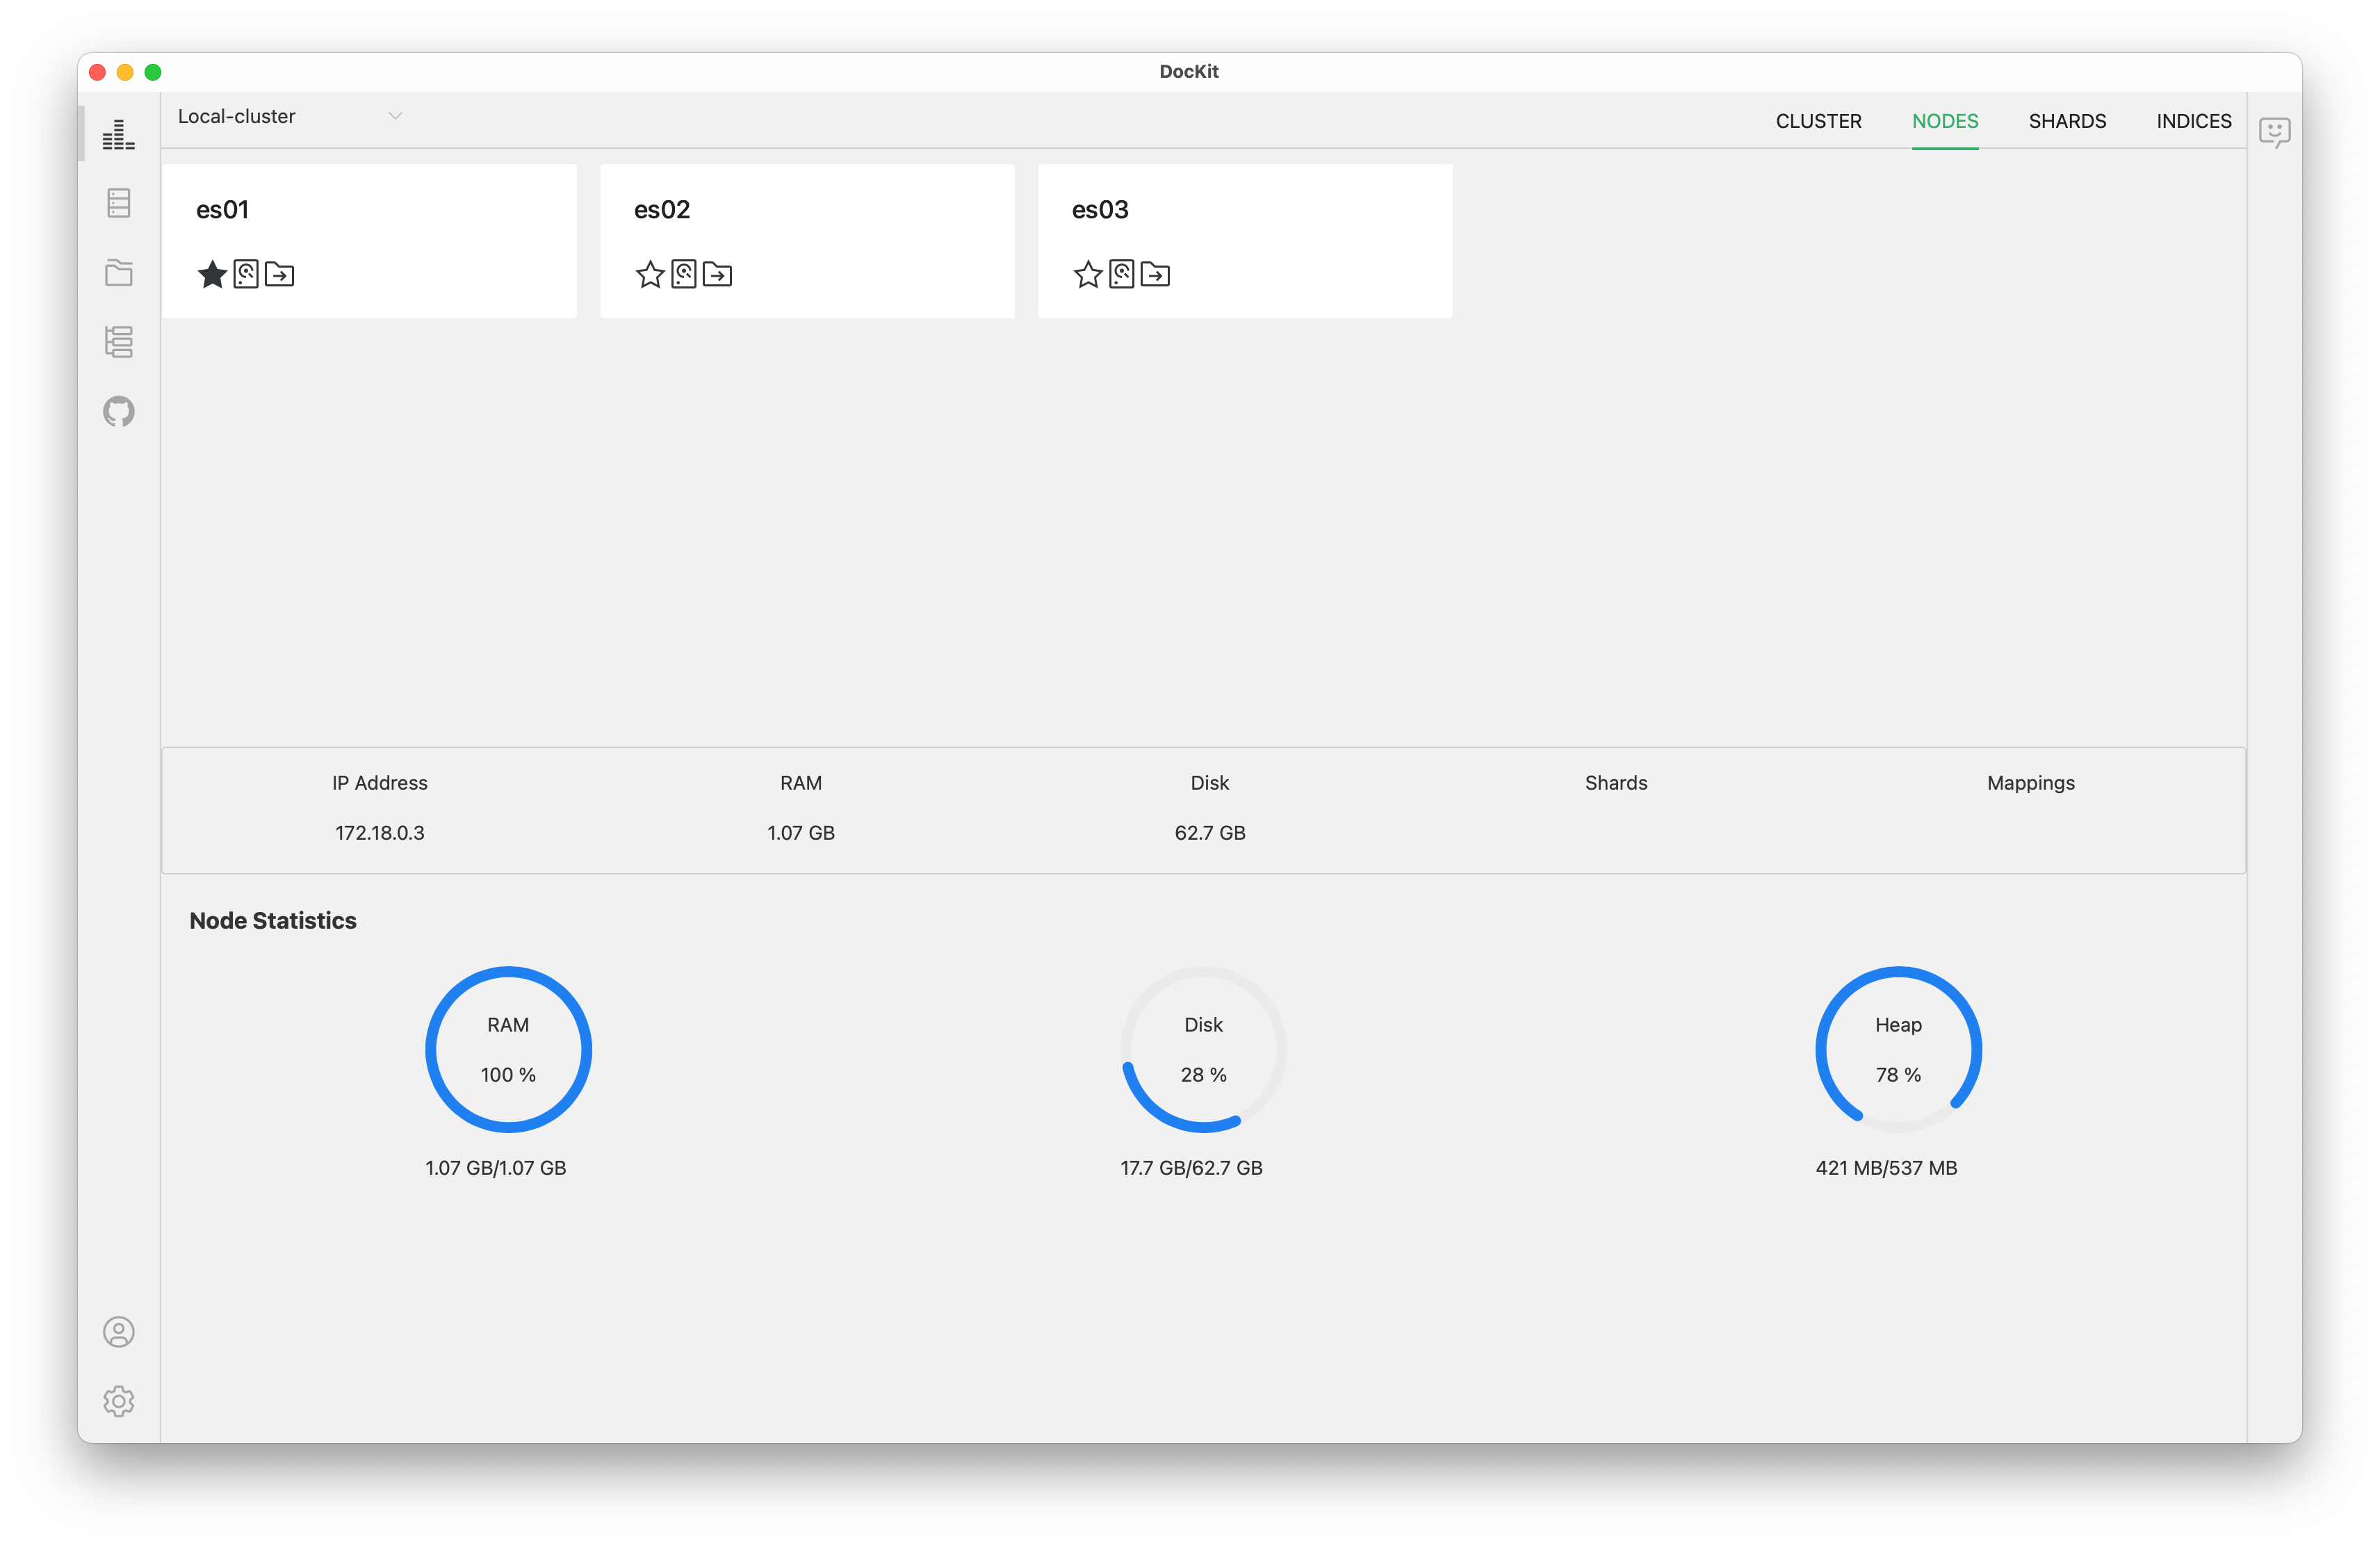 DocKit
Local-cluster
CLUSTER NODES SHARDS INDICES
es01 es02 es03
IP Address RAM Disk Shards Mappings
172.18.0.3 1.07 GB 62.7 GB
Node Statistics
RAM Disk Heap
100 % 28 % 78 %
1.07 GB/1.07 GB 17.7 GB/62.7 GB 421 MB/537 MB